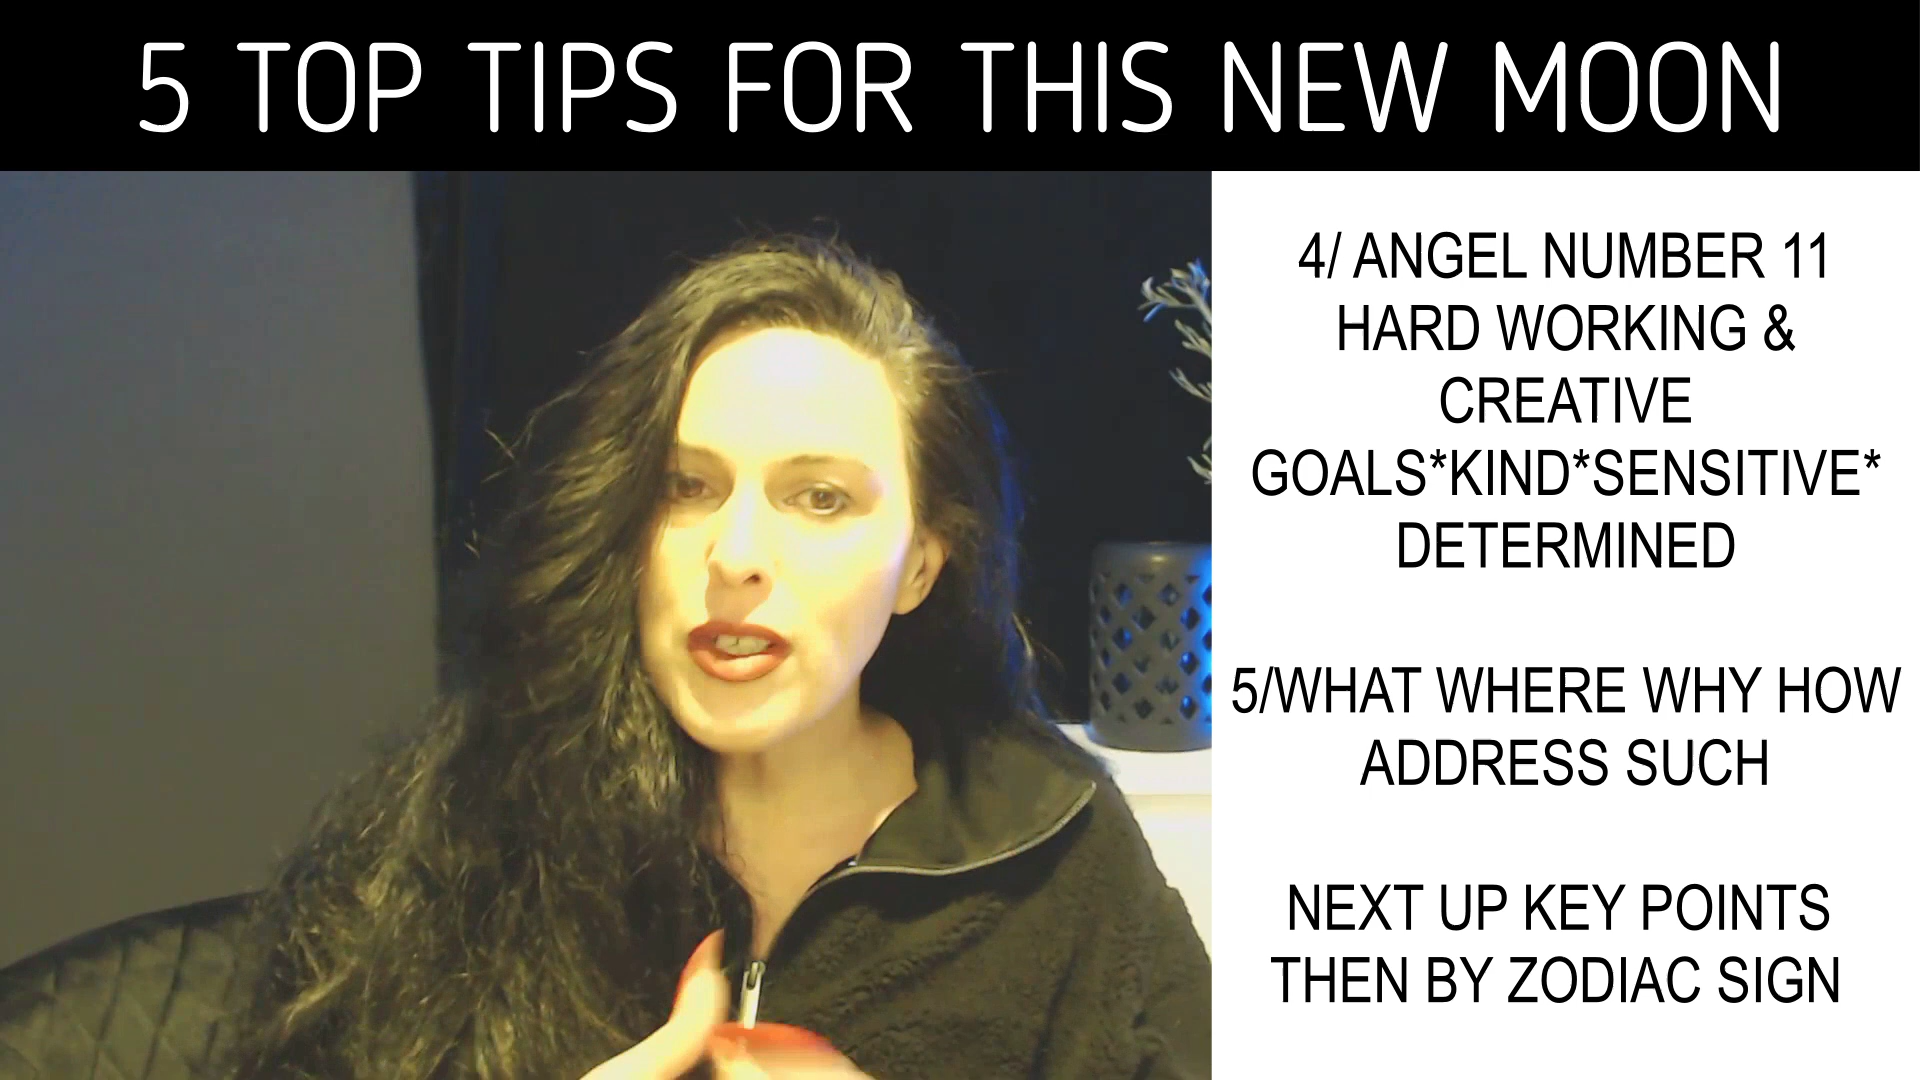 5 TOP TIPS FOR THIS NEW MOON
4/ ANGEL NUMBER 11
HARD WORKING &
CREATIVE
GOALS*KIND*SENSITIVE*
DETERMINED
5/WHAT WHERE WHY HOW
ADDRESS SUCH
NEXT UP KEY POINTS
THEN BY ZODIAC SIGN